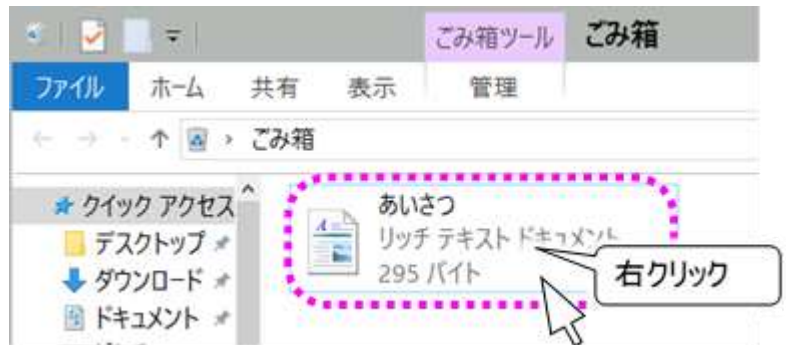 ごみ箱ツール
ごみ箱
ファイル
ホーム
共有
表示
管理
ごみ箱
クイック アクセス
デスクトップ
ダウンロード
ドキュメント
あいさつ
リッチ テキスト ドキュメント
295 バイト
右クリック